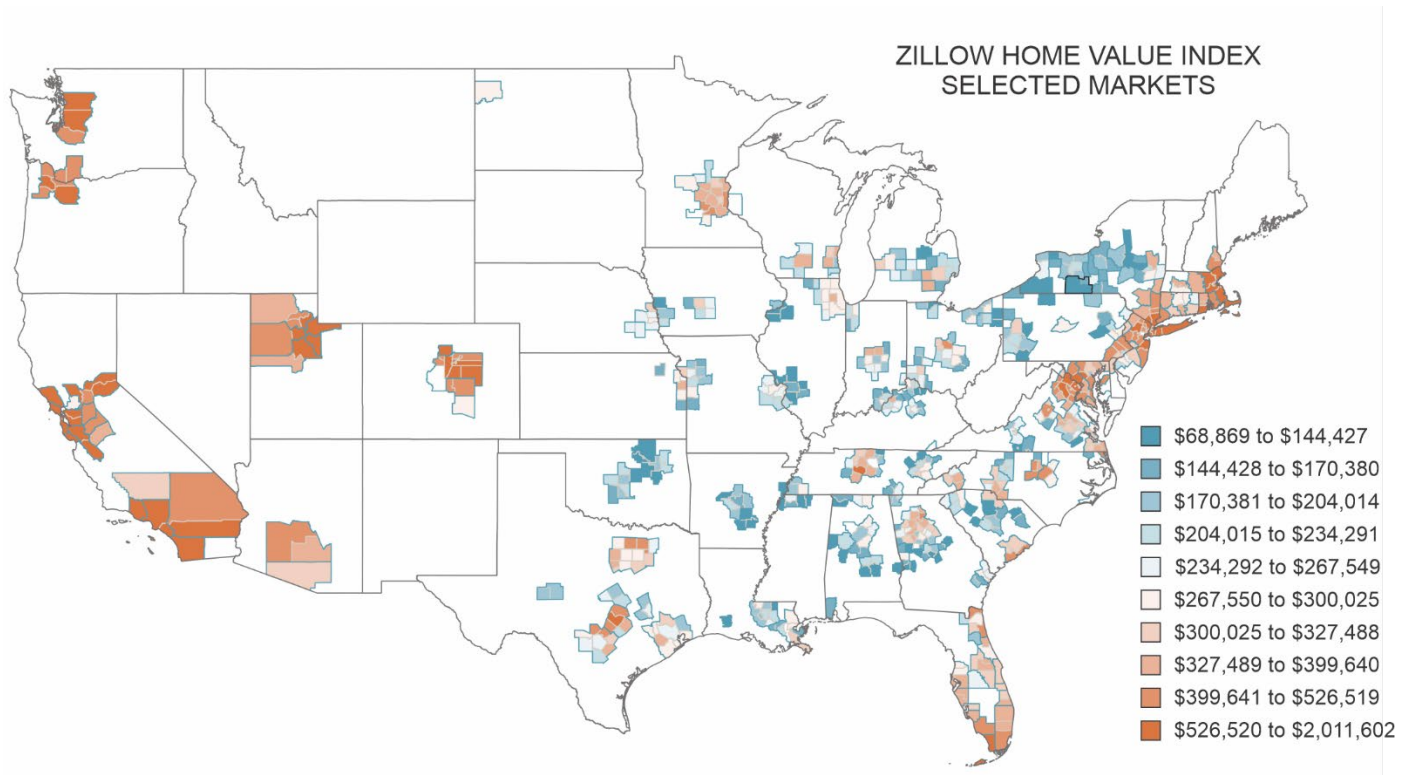 ZILLOW HOME VALUE INDEX
SELECTED MARKETS
$68,869 to $144,427
$144,428 to $170,380
$170,381 to $204,014
$204,015 to $234,291
$234,292 to $267,549
$267,550 to $300,025
$300,025 to $327,488
$327,489 to $399,640
$399,641 to $526,519
$526,520 to $2,011,602